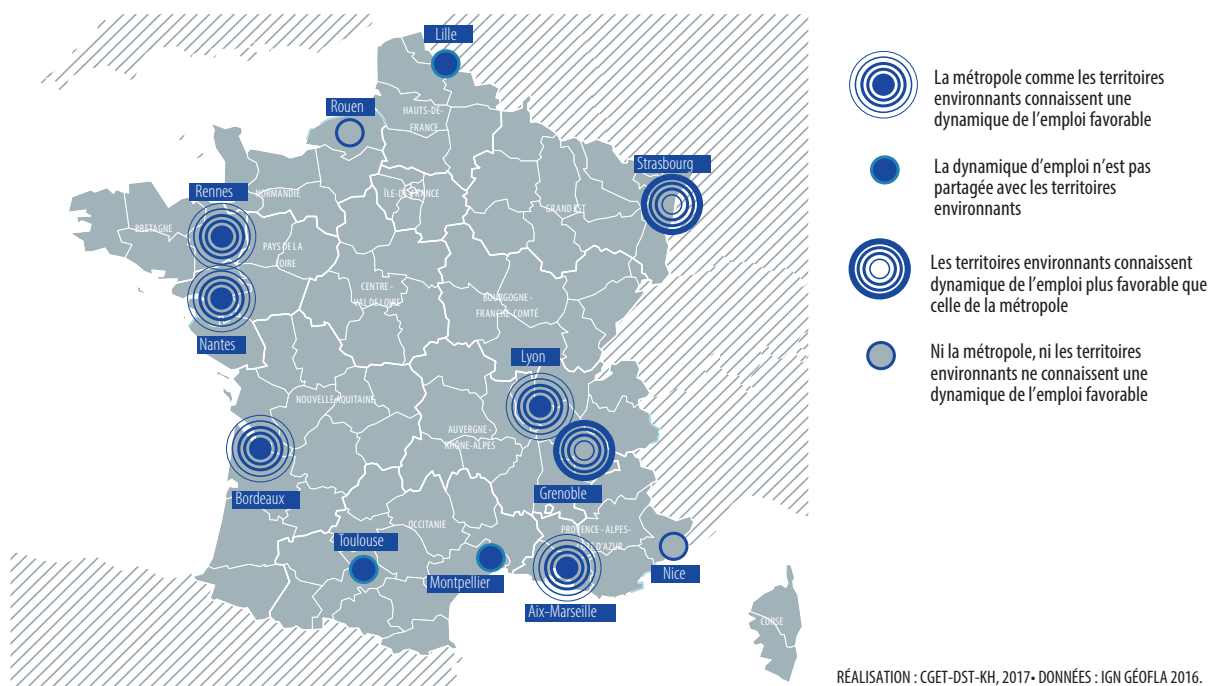 Lille
Rouen
HAUTS-DE-
FRANCE
Strasbourg
Rennes
NORMANDIE
ÎLE-DE-FRANCE
GRAND EST
BRETAGNE
PAYS DE LA
LOIRE
CENTRE -
VAL DE LOIRE
BOURGOGNE -
FRANCHE-COMTÉ
Nantes
Lyon
NOUVELLE AQUITAINE
AUVERGNE -
RHÔNE-ALPES
Bordeaux
Grenoble
OCCITANIE
PROVENCE - ALPES-
D'AZUR
Toulouse
Montpellier
Nice
Aix-Marseille
CORSE
La métropole comme les territoires
environnants connaissent une
dynamique de l'emploi favorable
La dynamique d'emploi n'est pas
partagée avec les territoires
environnants
Les territoires environnants connaissent
dynamique de l'emploi plus favorable que
celle de la métropole
Ni la métropole, ni les territoires
environnants ne connaissent une
dynamique de l'emploi favorable
RÉALISATION : CGET-DST-KH, 2017• DONNÉES : IGN GÉOFLA 2016.